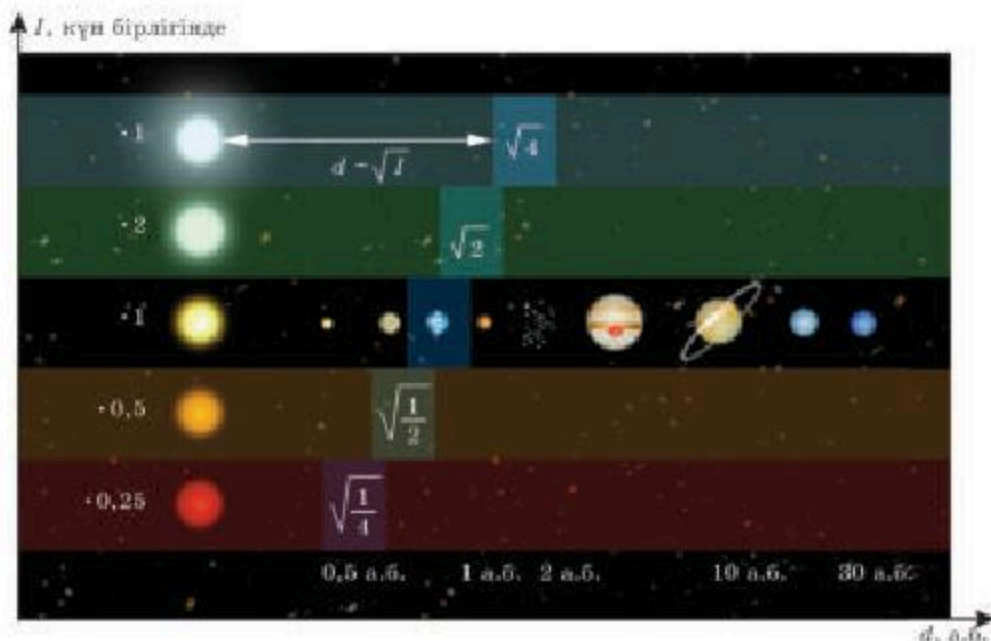 I, күн бірлігінде
·1
d = √I
√4
·2
√2
·1
·0,5
√1/2
·0,25
√1/4
0,5 а.б. 1 а.б. 2 а.б. 10 а.б. 30 а.б.
d, а.б.